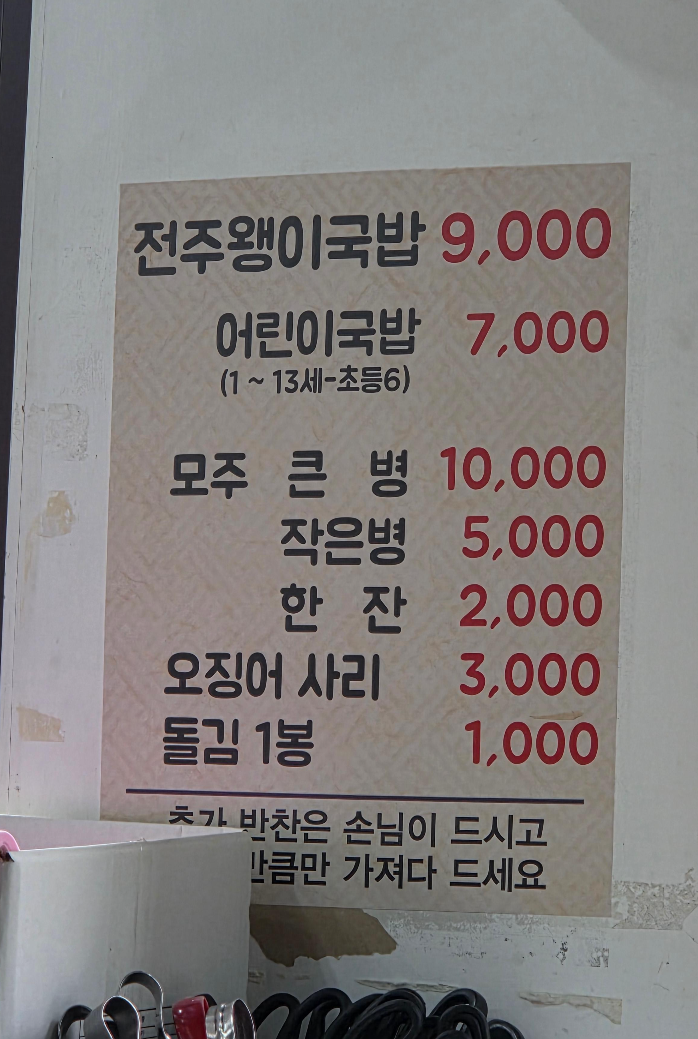 전주왱이국밥 9,000
어린이국밥 7,000
(1 ~ 13세-초등6)
모주 큰 병 10,000
작은병 5,000
한 잔 2,000
오징어 사리 3,000
돌김 1봉 1,000
추가 반찬은 손님이 드시고
만큼만 가져다 드세요